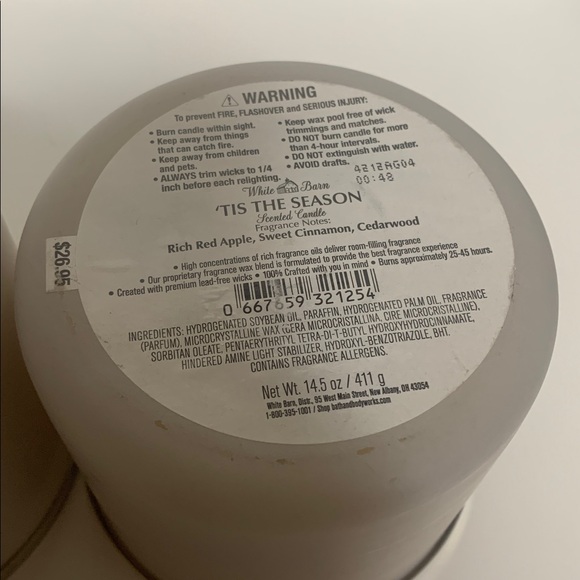 ⚠ WARNING
To prevent FIRE, FLASHOVER and SERIOUS INJURY:
• Burn candle within sight.
• Keep away from things
that can catch fire.
• Keep away from children
and pets.
• ALWAYS trim wicks to 1/4
inch before each relighting.
• Keep wax pool free of wick
trimmings and matches.
• DO NOT burn candle for more
than 4-hour intervals.
• DO NOT extinguish with water.
• AVOID drafts.
4212AG04
00:48
White Barn
'TIS THE SEASON
Scented Candle
Fragrance Notes:
Rich Red Apple, Sweet Cinnamon, Cedarwood
• High concentrations of rich fragrance oils deliver room-filling fragrance
• Our proprietary fragrance wax blend is formulated to provide the best fragrance experience
• Created with premium lead-free wicks • 100% Crafted with you in mind • Burns approximately 25-45 hours.
$26.95
0 667659 321254
INGREDIENTS: HYDROGENATED SOYBEAN OIL, PARAFFIN, HYDROGENATED PALM OIL, FRAGRANCE
(PARFUM), MICROCRYSTALLINE WAX (CERA MICROCRISTALLINA, CIRE MICROCRISTALLINE),
SORBITAN OLEATE, PENTAERYTHRITYL TETRA-DI-T-BUTYL HYDROXYHYDROCINNAMATE,
HINDERED AMINE LIGHT STABILIZER, HYDROXYL-BENZOTRIAZOLE, BHT.
CONTAINS FRAGRANCE ALLERGENS.
Net Wt. 14.5 oz / 411 g
White Barn, Distr., 95 West Main Street, New Albany, OH 43054
1-800-395-1001 / Shop bathandbodyworks.com